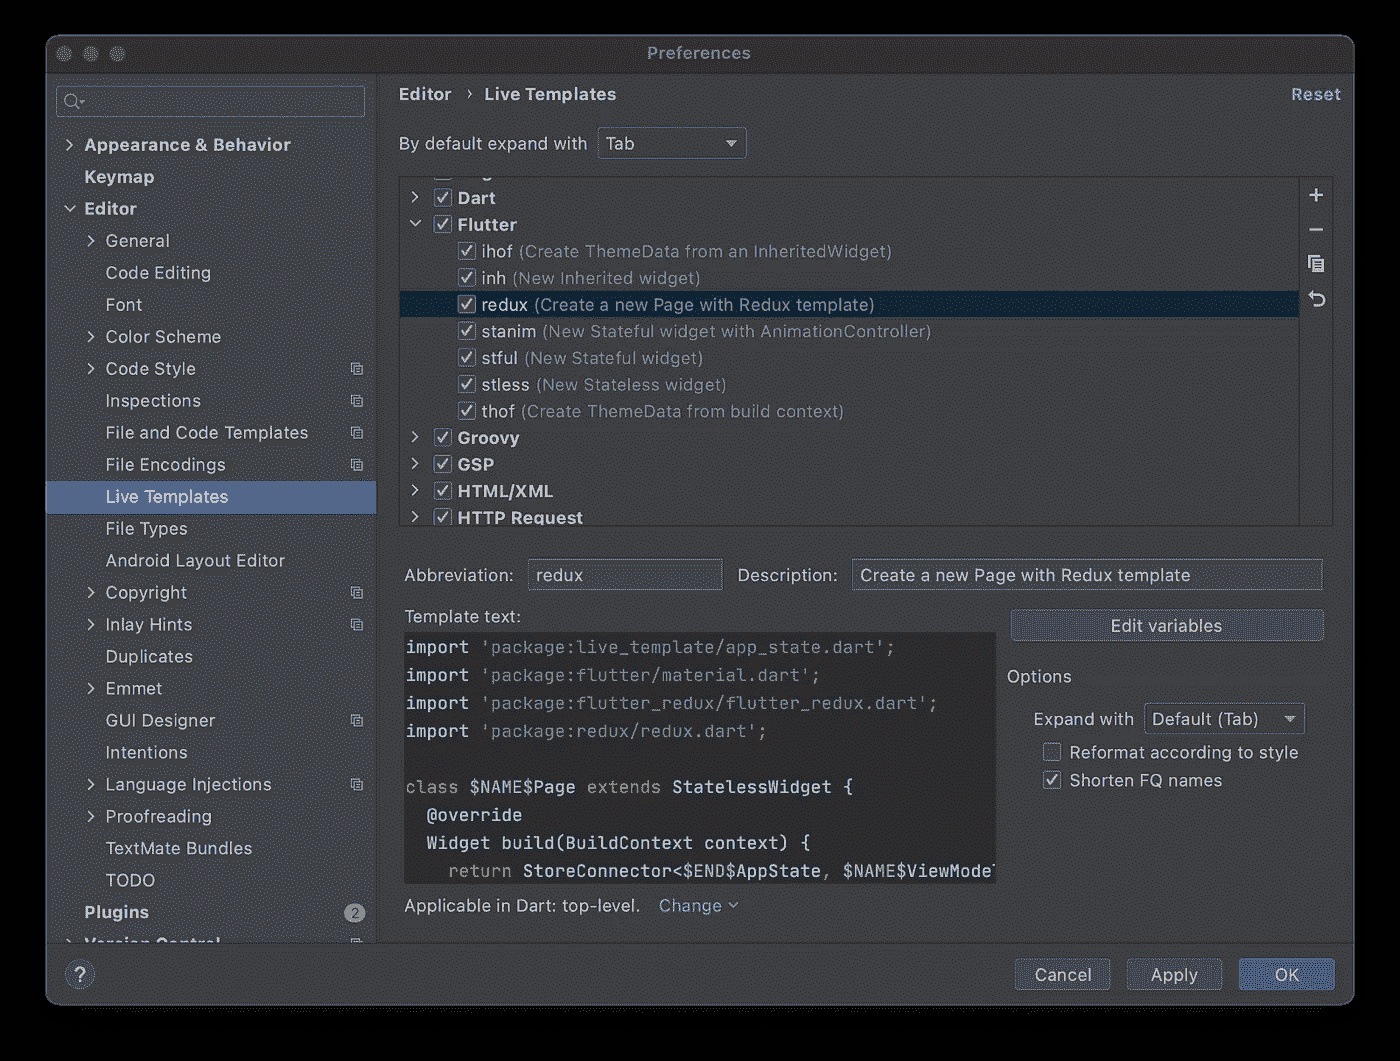 Preferences
Editor › Live Templates
Reset
By default expand with Tab
Appearance & Behavior
Keymap
Editor
General
Code Editing
Font
Color Scheme
Code Style
Inspections
File and Code Templates
File Encodings
Live Templates
File Types
Android Layout Editor
Copyright
Inlay Hints
Duplicates
Emmet
GUI Designer
Intentions
Language Injections
Proofreading
TextMate Bundles
TODO
Plugins 2
Version Control
Dart
Flutter
ihof (Create ThemeData from an InheritedWidget)
inh (New Inherited widget)
redux (Create a new Page with Redux template)
stanim (New Stateful widget with AnimationController)
stful (New Stateful widget)
stless (New Stateless widget)
thof (Create ThemeData from build context)
Groovy
GSP
HTML/XML
HTTP Request
Abbreviation: redux Description: Create a new Page with Redux template
Template text:
import 'package:live_template/app_state.dart';
import 'package:flutter/material.dart';
import 'package:flutter_redux/flutter_redux.dart';
import 'package:redux/redux.dart';
class $NAME$Page extends StatelessWidget {
@override
Widget build(BuildContext context) {
return StoreConnector<$END$AppState, $NAME$ViewMode
Edit variables
Options
Expand with Default (Tab)
Reformat according to style
Shorten FQ names
Applicable in Dart: top-level. Change
?
Cancel
Apply
OK